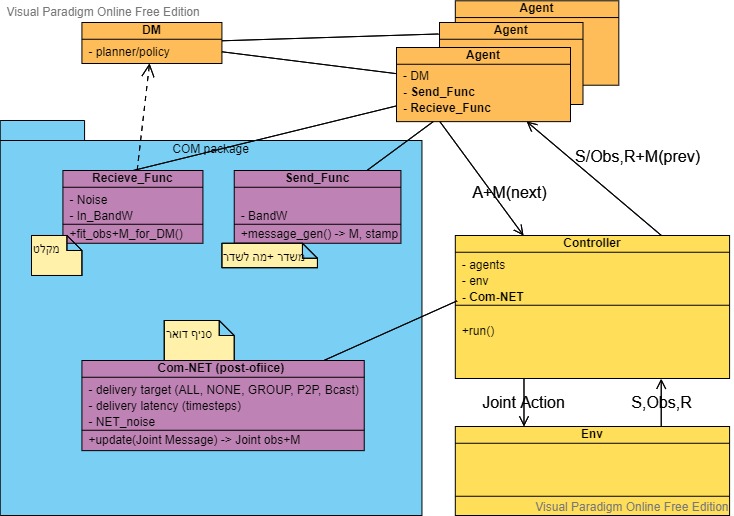 Visual Paradigm Online Free Edition
DM
- planner/policy
Agent
Agent
Agent
- DM
- Send_Func
- Recieve_Func
COM package
Recieve_Func
- Noise
- In_BandW
+fit_obs+M_for_DM()
מקלט
Send_Func
- BandW
+message_gen() -> M, stamp
משדר +מה לשדר
A+M(next)
S/Obs,R+M(prev)
Controller
- agents
- env
- Com-NET
+run()
סניף דואר
Com-NET (post-ofiice)
- delivery target (ALL, NONE, GROUP, P2P, Bcast)
- delivery latency (timesteps)
- NET_noise
+update(Joint Message) -> Joint obs+M
Joint Action
S,Obs,R
Env
Visual Paradigm Online Free Edition